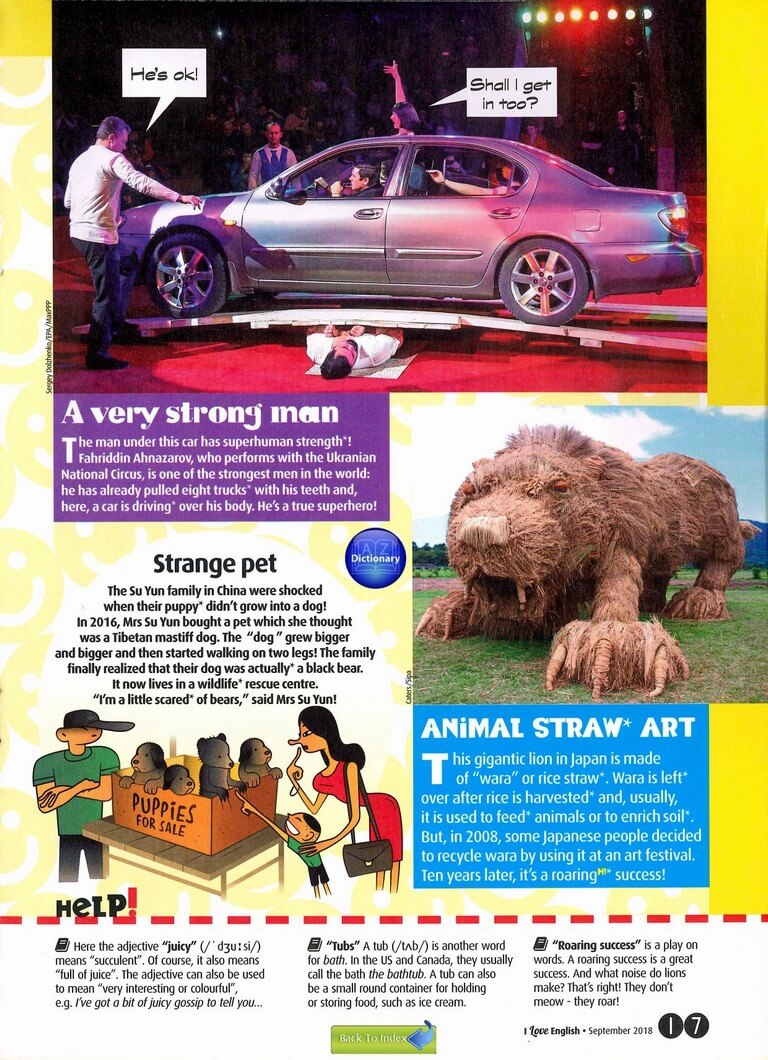 He's ok!
Shall I get
in too?
Sergey Dolzhenko/EPA/MaxPPP
A very strong man
The man under this car has superhuman strength*!
Fahriddin Ahnazarov, who performs with the Ukranian
National Circus, is one of the strongest men in the world:
he has already pulled eight trucks* with his teeth and,
here, a car is driving* over his body. He's a true superhero!
A-Z
Dictionary
Strange pet
The Su Yun family in China were shocked
when their puppy* didn't grow into a dog!
In 2016, Mrs Su Yun bought a pet which she thought
was a Tibetan mastiff dog. The "dog" grew bigger
and bigger and then started walking on two legs! The family
finally realized that their dog was actually* a black bear.
It now lives in a wildlife* rescue centre.
"I'm a little scared* of bears," said Mrs Su Yun!
PUPPIES
FOR SALE
Caters/Sipa
ANiMAL STRAW* ART
This gigantic lion in Japan is made
of "wara" or rice straw*. Wara is left*
over after rice is harvested* and, usually,
it is used to feed* animals or to enrich soil*.
But, in 2008, some Japanese people decided
to recycle wara by using it at an art festival.
Ten years later, it's a roaring H!* success!
HeLP!
Here the adjective "juicy" (/ˈdʒuːsi/)
means "succulent". Of course, it also means
"full of juice". The adjective can also be used
to mean "very interesting or colourful",
e.g. I've got a bit of juicy gossip to tell you...
"Tubs" A tub (/tʌb/) is another word
for bath. In the US and Canada, they usually
call the bath the bathtub. A tub can also
be a small round container for holding
or storing food, such as ice cream.
"Roaring success" is a play on
words. A roaring success is a great
success. And what noise do lions
make? That's right! They don't
meow - they roar!
Back To Index
I Love English • September 2018 17